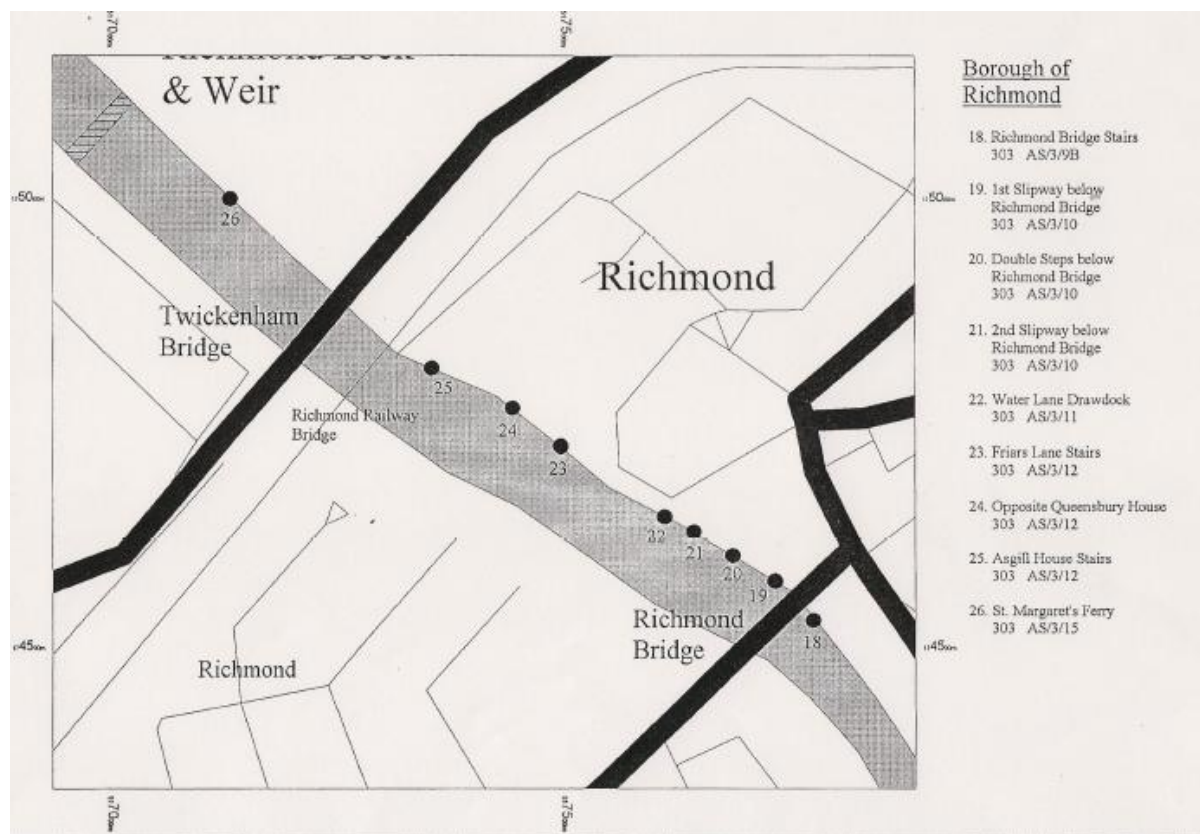 Richmond Lock
& Weir
Borough of
Richmond
18. Richmond Bridge Stairs
303 AS/3/9B
19. 1st Slipway below
Richmond Bridge
303 AS/3/10
20. Double Steps below
Richmond Bridge
303 AS/3/10
21. 2nd Slipway below
Richmond Bridge
303 AS/3/10
22. Water Lane Drawdock
303 AS/3/11
23. Friars Lane Stairs
303 AS/3/12
24. Opposite Queensbury House
303 AS/3/12
25. Asgill House Stairs
303 AS/3/12
26. St. Margaret's Ferry
303 AS/3/15
26
Richmond
Twickenham
Bridge
25
Richmond Railway
Bridge
24
23
22
21
20
19
Richmond
Bridge
18
Richmond